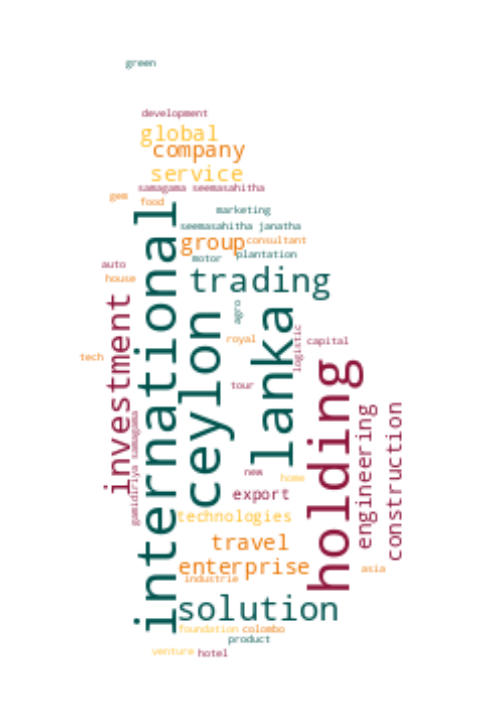 green
development
global
company
service
samagama seemasahitha
gem
food
marketing
seemasahitha janatha
group
consultant
motor
plantation
auto
house
trading
international
investment
ceylon
lanka
agro
royal
logistic
capital
tech
tour
holding
engineering
construction
gamidiriya samagama
new
home
export
technologies
travel
enterprise
asia
industrie
solution
foundation
colombo
product
venture
hotel